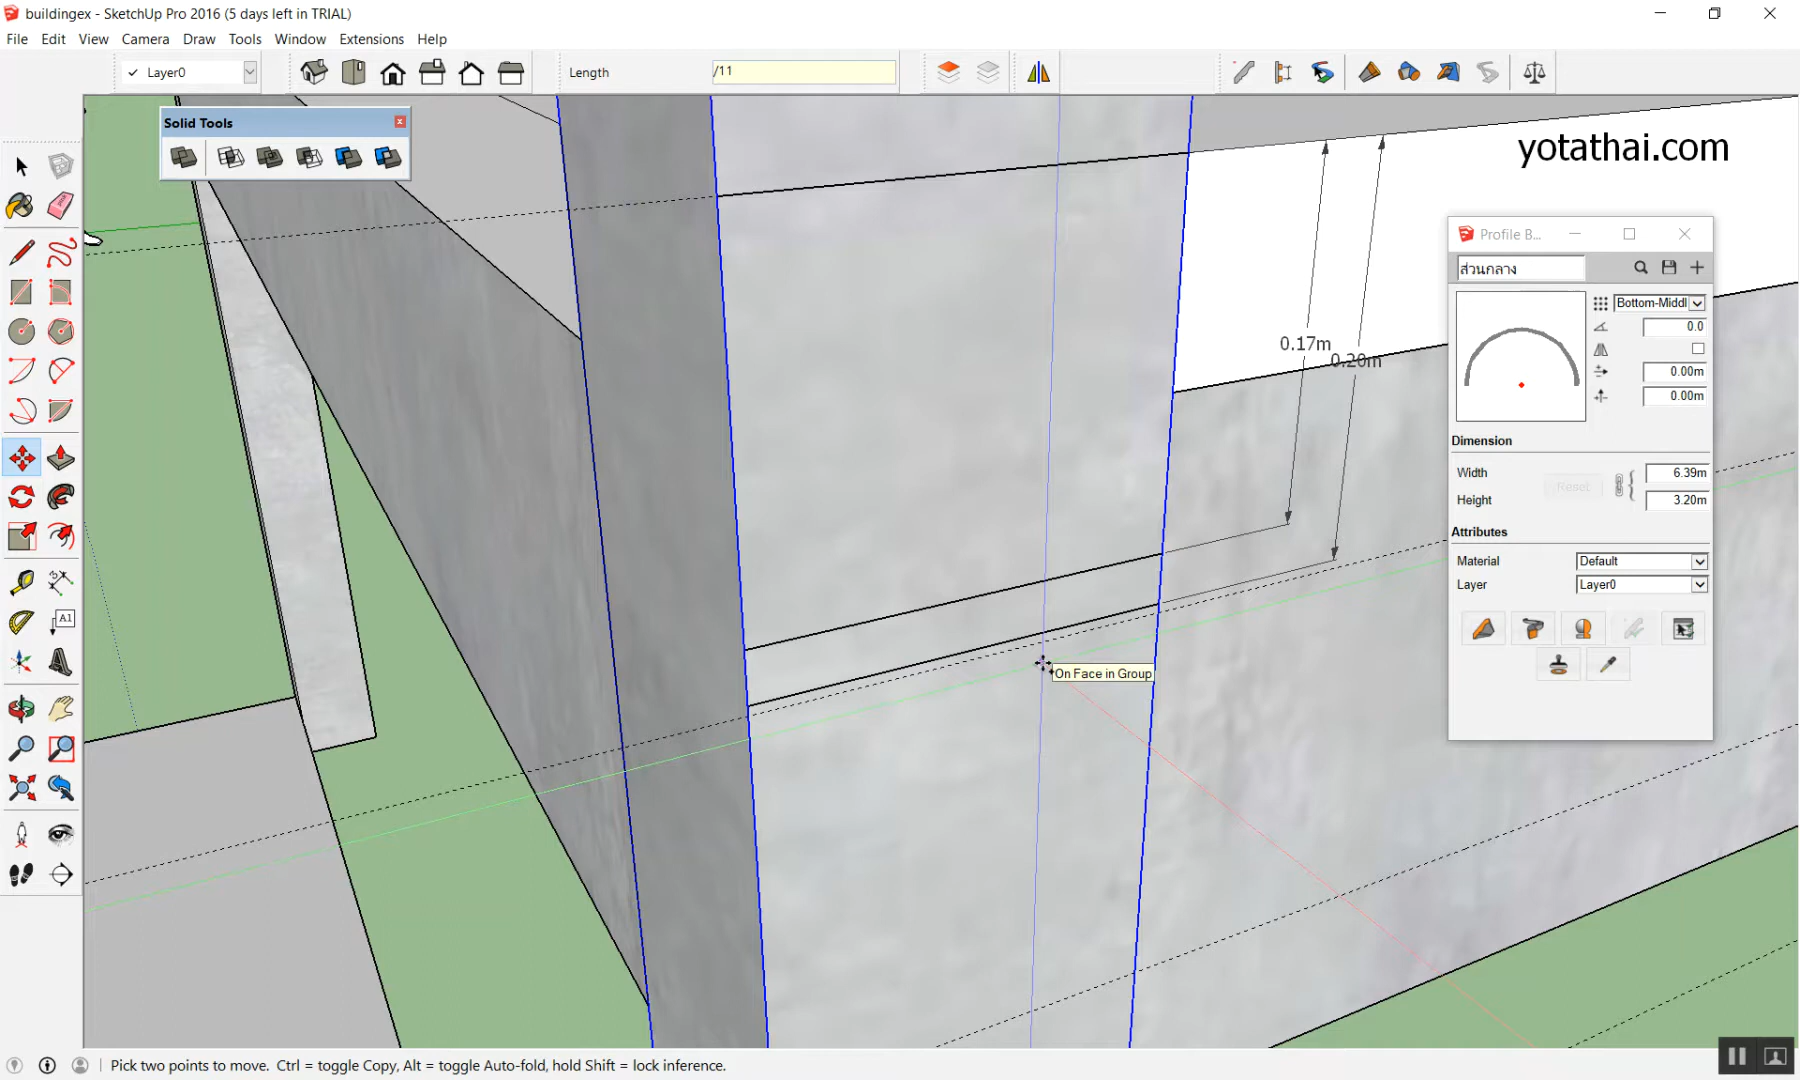 buildingex - SketchUp Pro 2016 (5 days left in TRIAL)
File Edit View Camera Draw Tools Window Extensions Help
Layer0
Length /11
Solid Tools
yotathai.com
Profile B...
ส่วนกลาง
Bottom-Middl
0.0
0.00m
0.00m
0.17m
0.20m
Dimension
Width 6.39m
Reset
Height 3.20m
Attributes
Material Default
Layer Layer0
A1
On Face in Group
Pick two points to move. Ctrl = toggle Copy, Alt = toggle Auto-fold, hold Shift = lock inference.